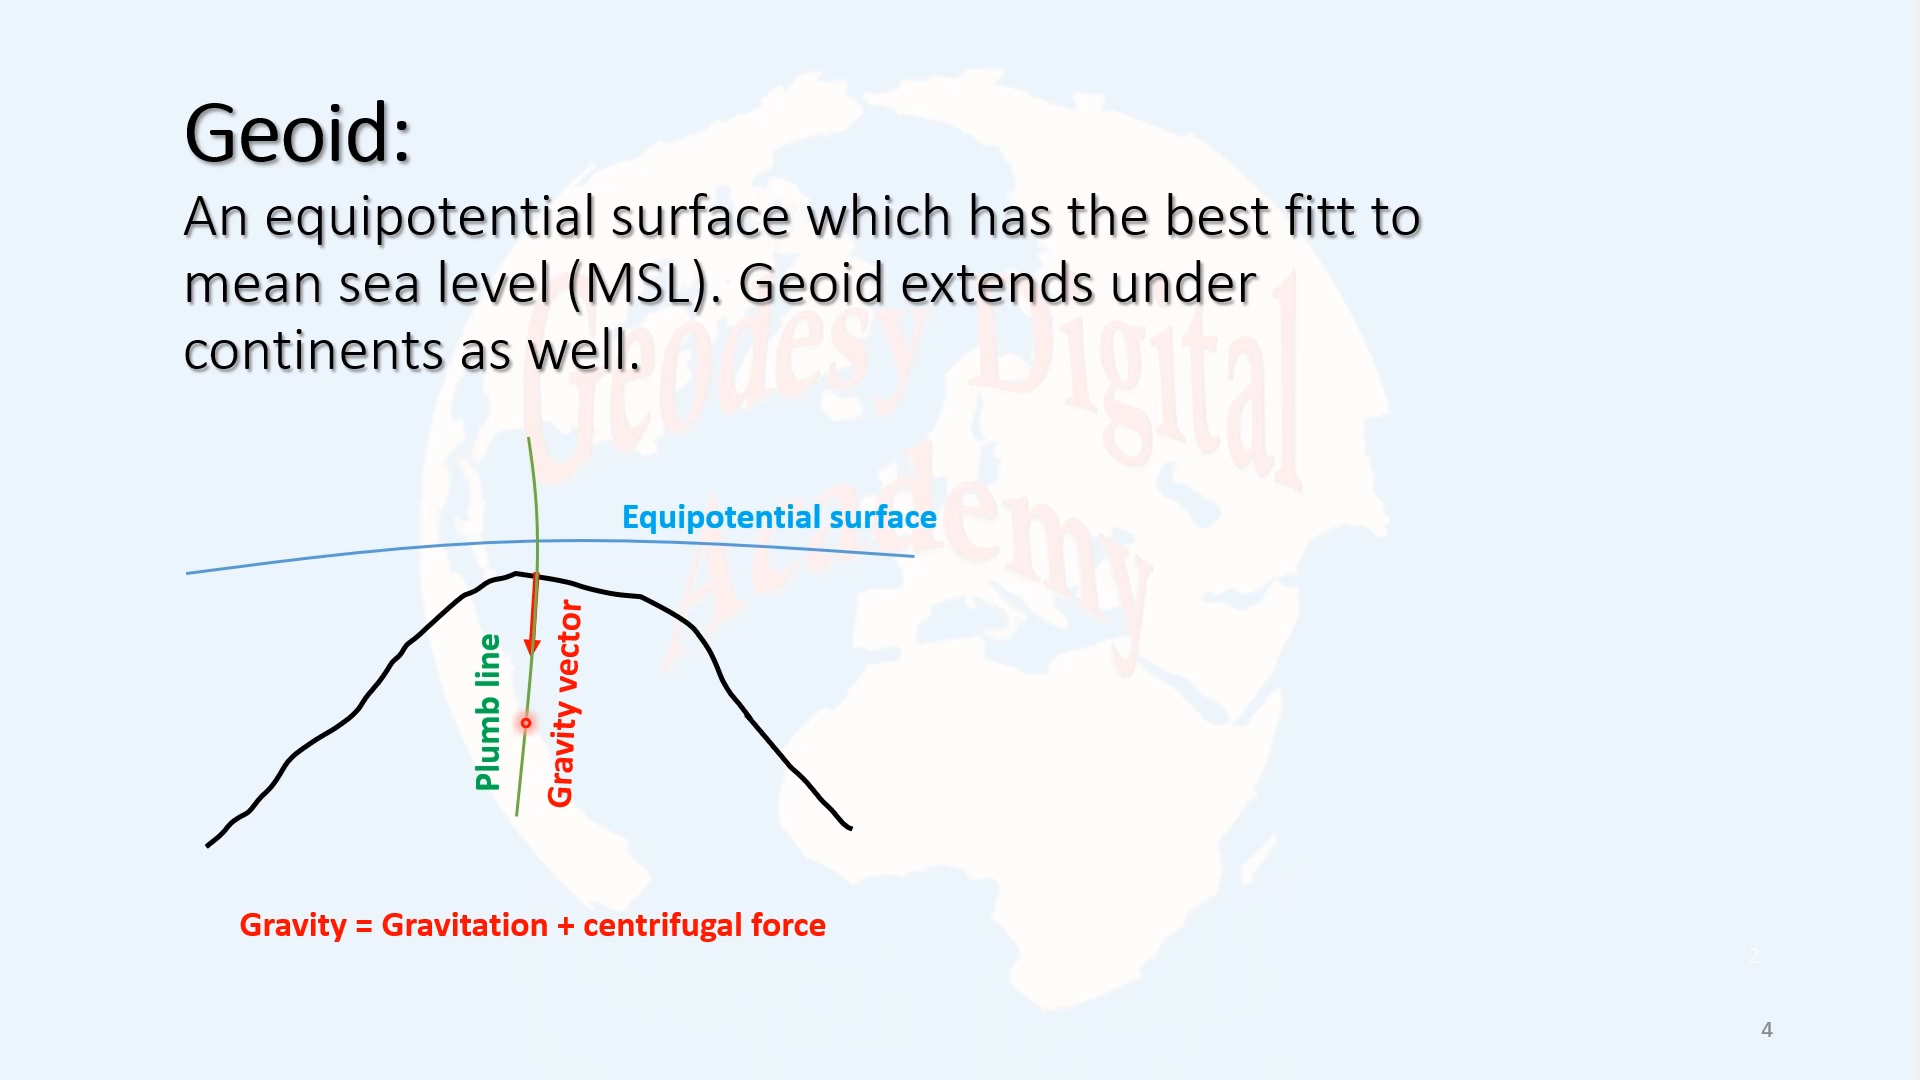 Geoid:
An equipotential surface which has the best fitt to
mean sea level (MSL). Geoid extends under
continents as well.
Geodesy Digital
Academy
Equipotential surface
Plumb line
Gravity vector
Gravity = Gravitation + centrifugal force
2
4